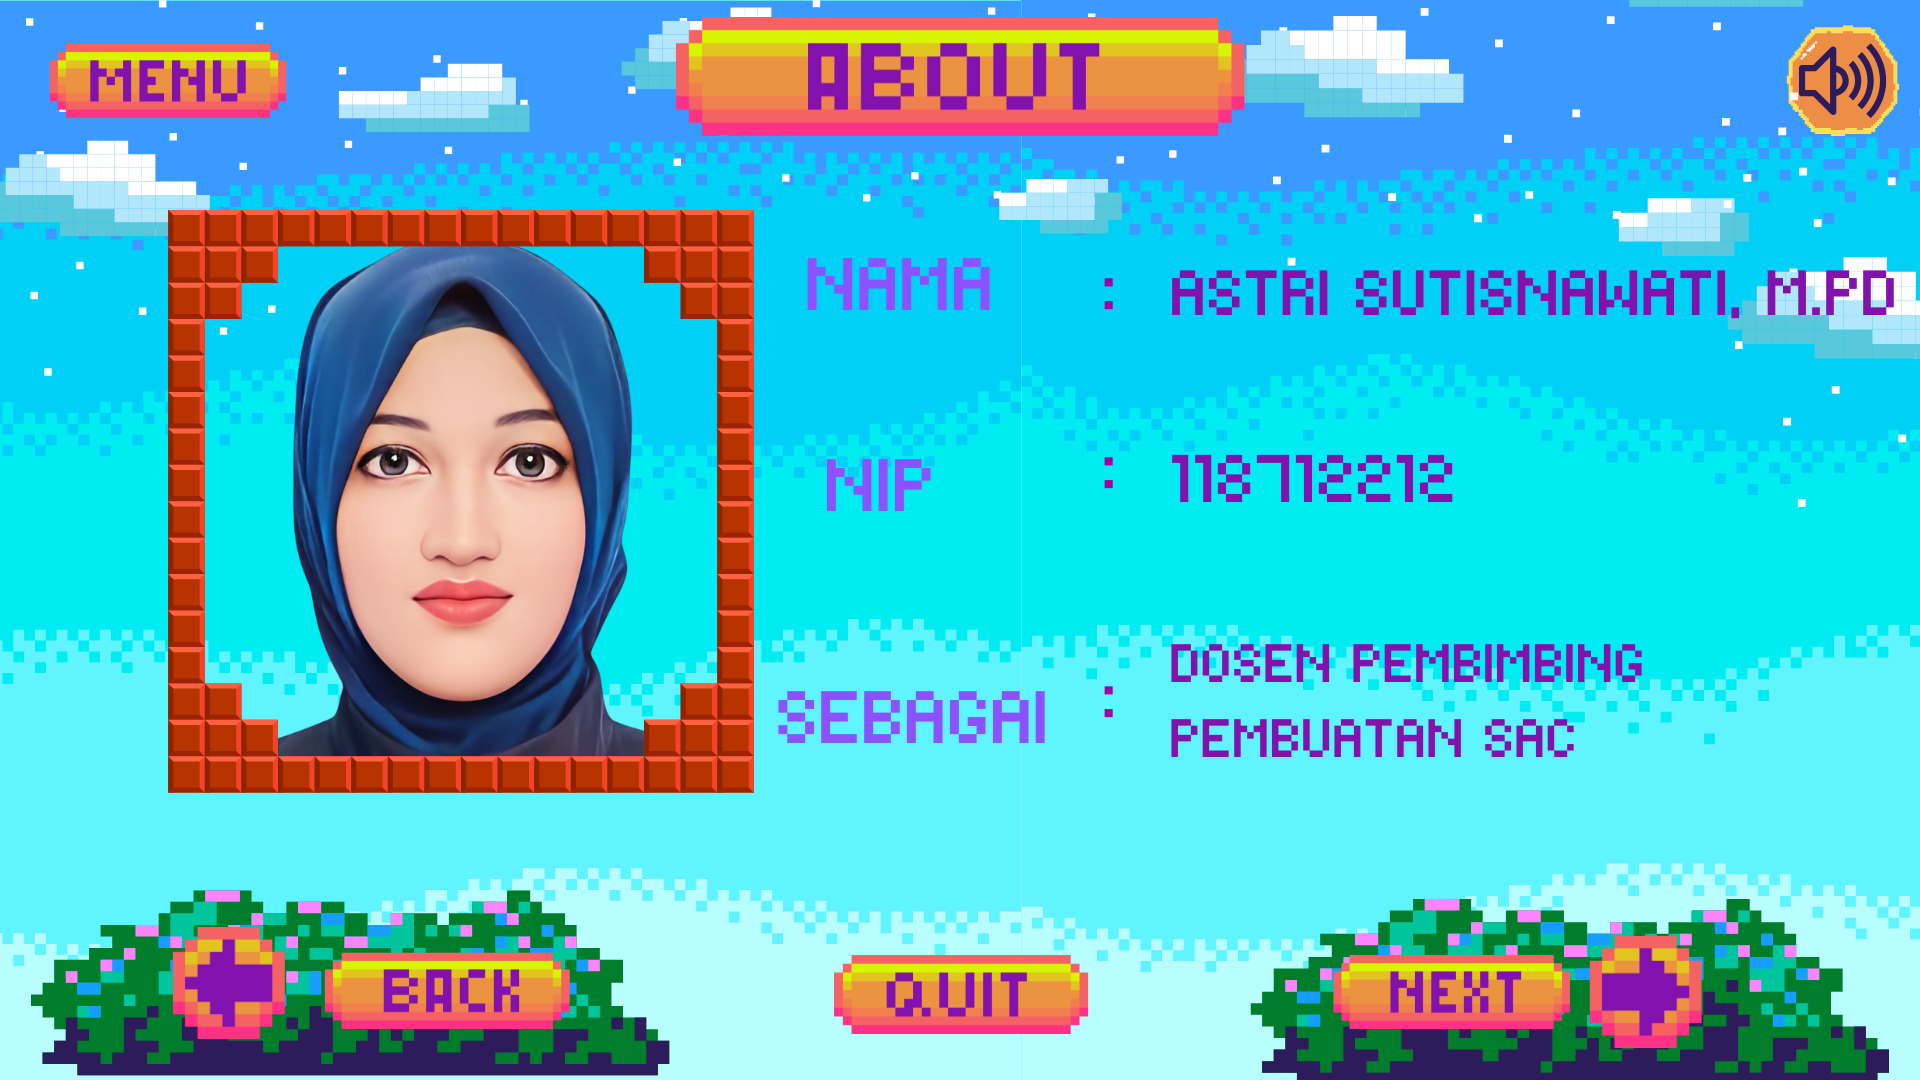 MENU
ABOUT
NAMA : ASTRI SUTISNAWATI, M.PD
NIP : 118712212
SEBAGAI : DOSEN PEMBIMBING
PEMBUATAN SAC
BACK
QUIT
NEXT